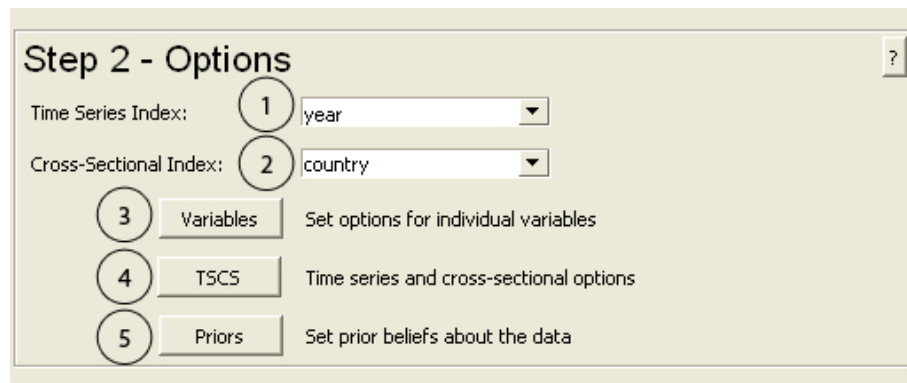 Step 2 - Options
?
Time Series Index: 1 year
Cross-Sectional Index: 2 country
3 Variables Set options for individual variables
4 TSCS Time series and cross-sectional options
5 Priors Set prior beliefs about the data